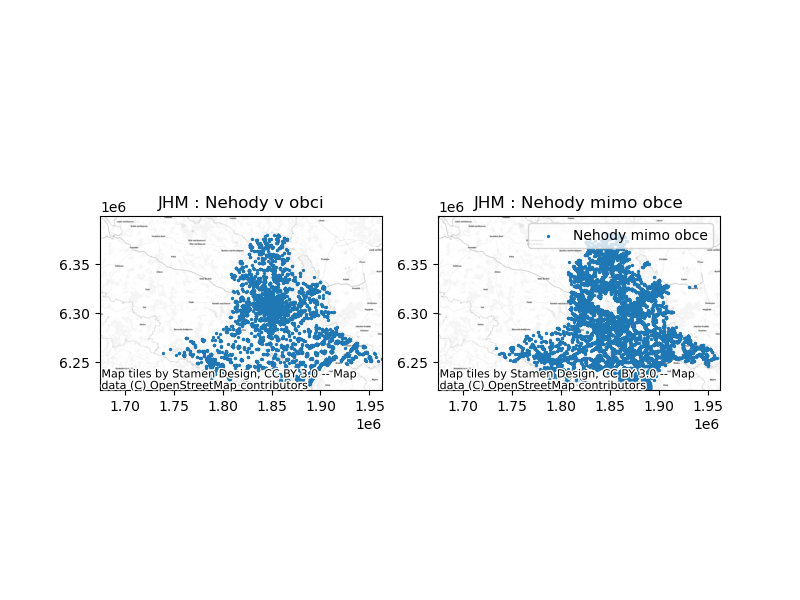 JHM : Nehody v obci
1e6
6.35
6.30
6.25
Map tiles by Stamen Design, CC BY 3.0 -- Map
data (C) OpenStreetMap contributors
1.70 1.75 1.80 1.85 1.90 1.95
1e6
JHM : Nehody mimo obce
1e6
Nehody mimo obce
6.35
6.30
6.25
Map tiles by Stamen Design, CC BY 3.0 -- Map
data (C) OpenStreetMap contributors
1.70 1.75 1.80 1.85 1.90 1.95
1e6